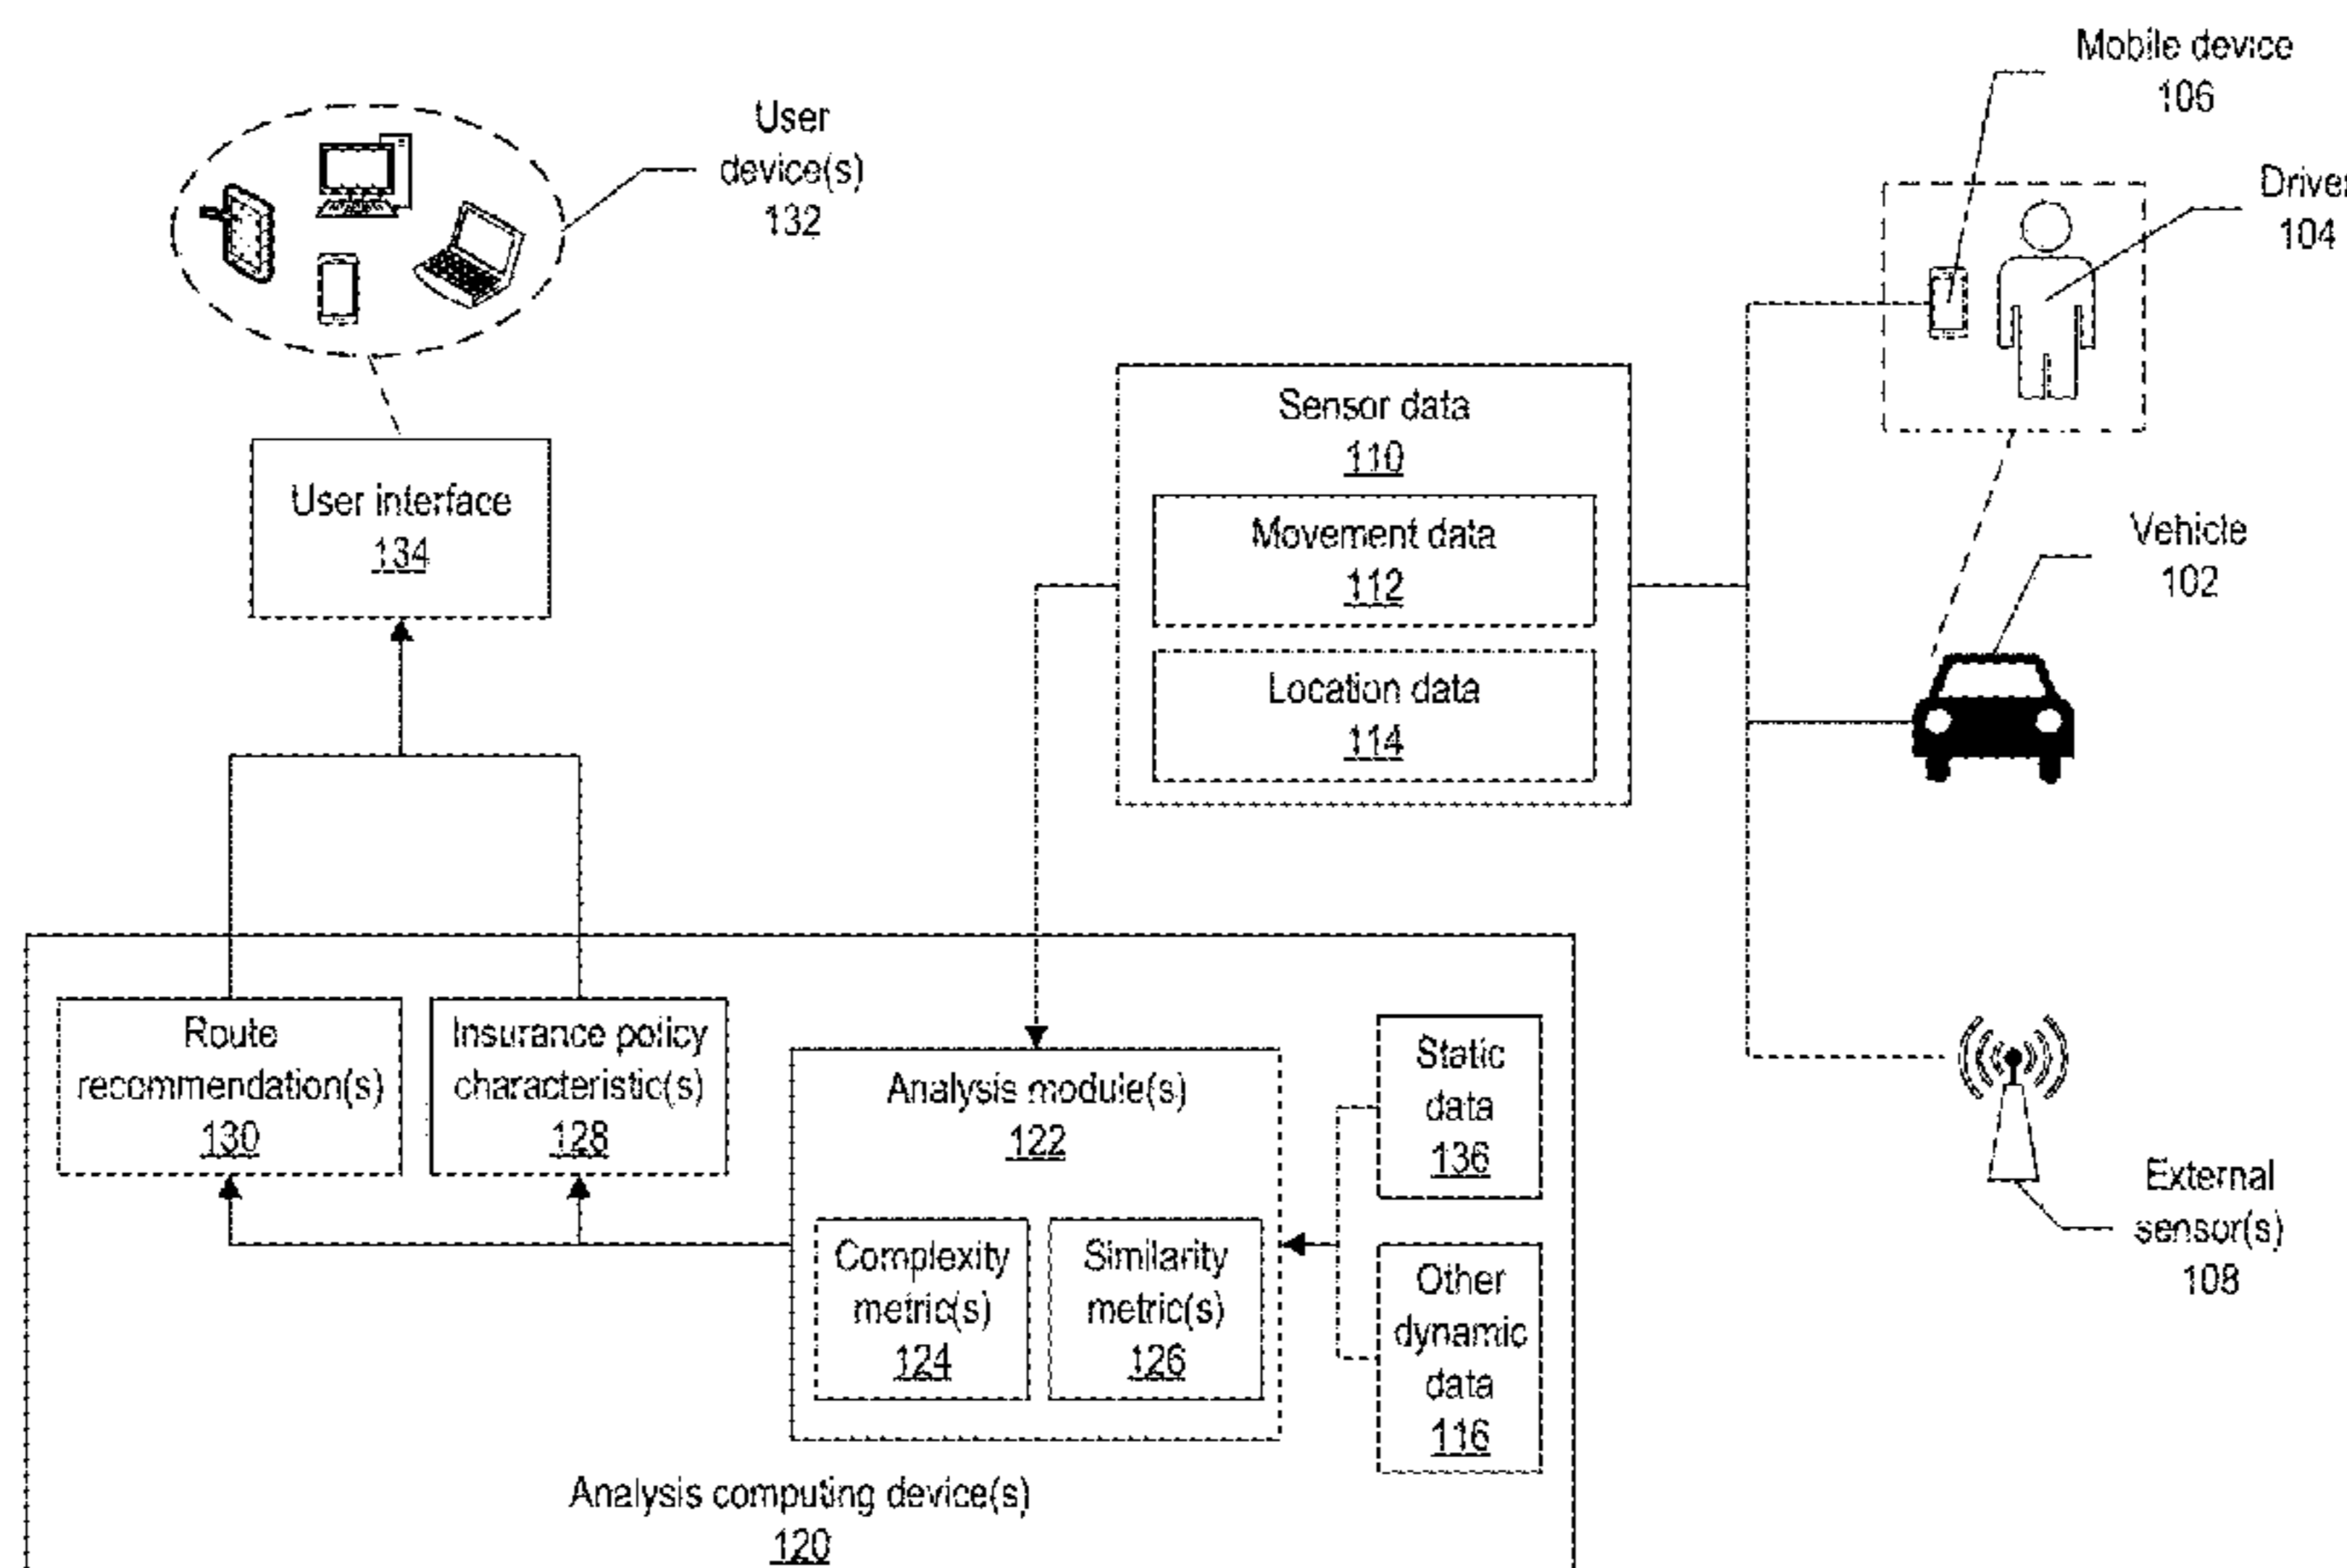 Mobile device
106
User
device(s)
132
Driver
104
Sensor data
110
User interface
134
Movement data
112
Vehicle
102
Location data
114
Route
recommendation(s)
130
Insurance policy
characteristic(s)
128
Analysis module(s)
122
Static
data
136
Complexity
metric(s)
124
Similarity
metric(s)
126
Other
dynamic
data
116
External
sensor(s)
108
Analysis computing device(s)
120